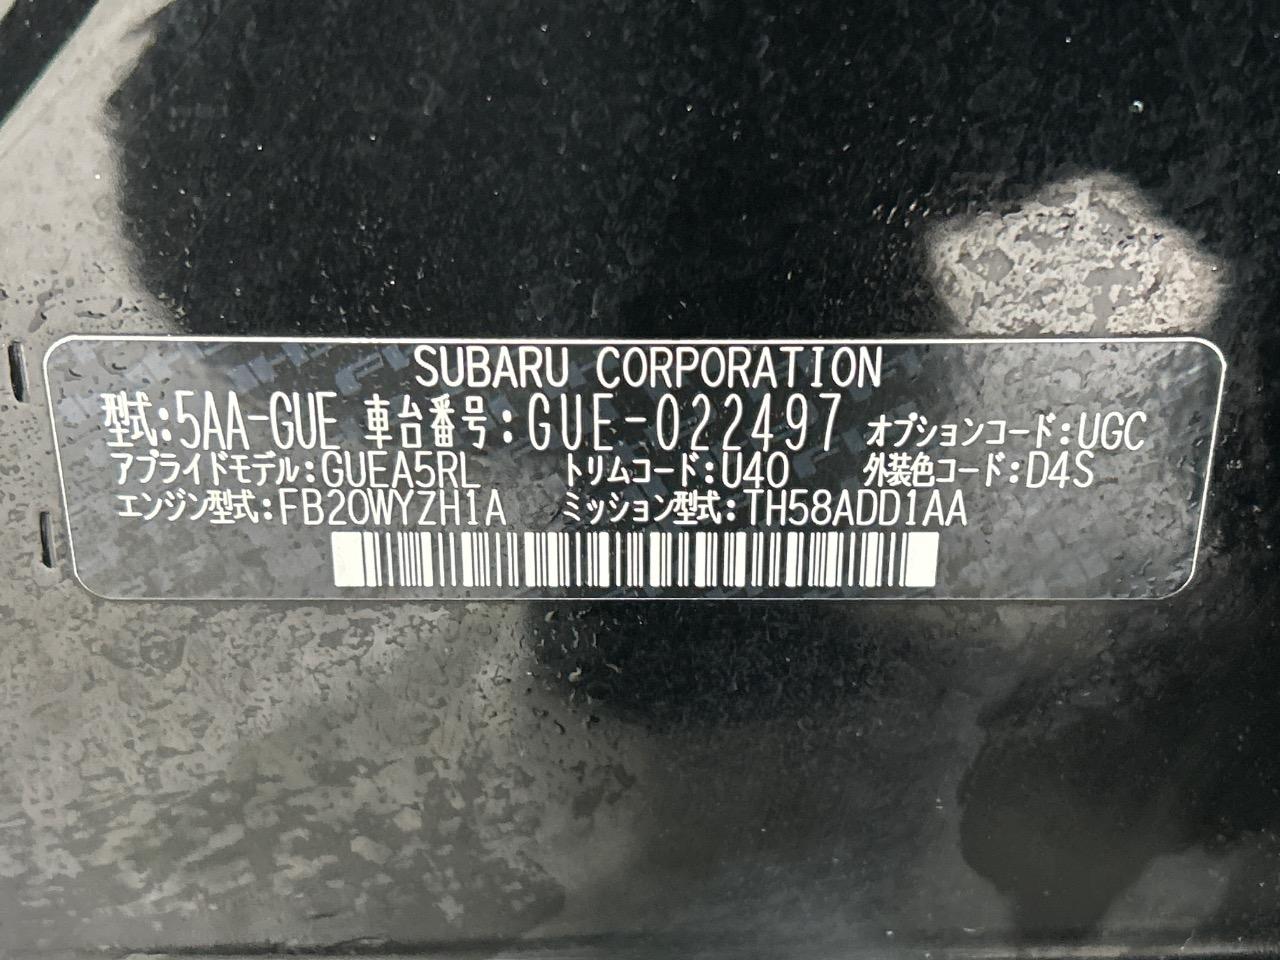 SUBARU CORPORATION
型式:5AA-GUE 車台番号:GUE-022497 オプションコード:UGC
アプライドモデル:GUEA5RL トリムコード:U40 外装色コード:D4S
エンジン型式:FB20WYZH1A ミッション型式:TH58ADD1AA